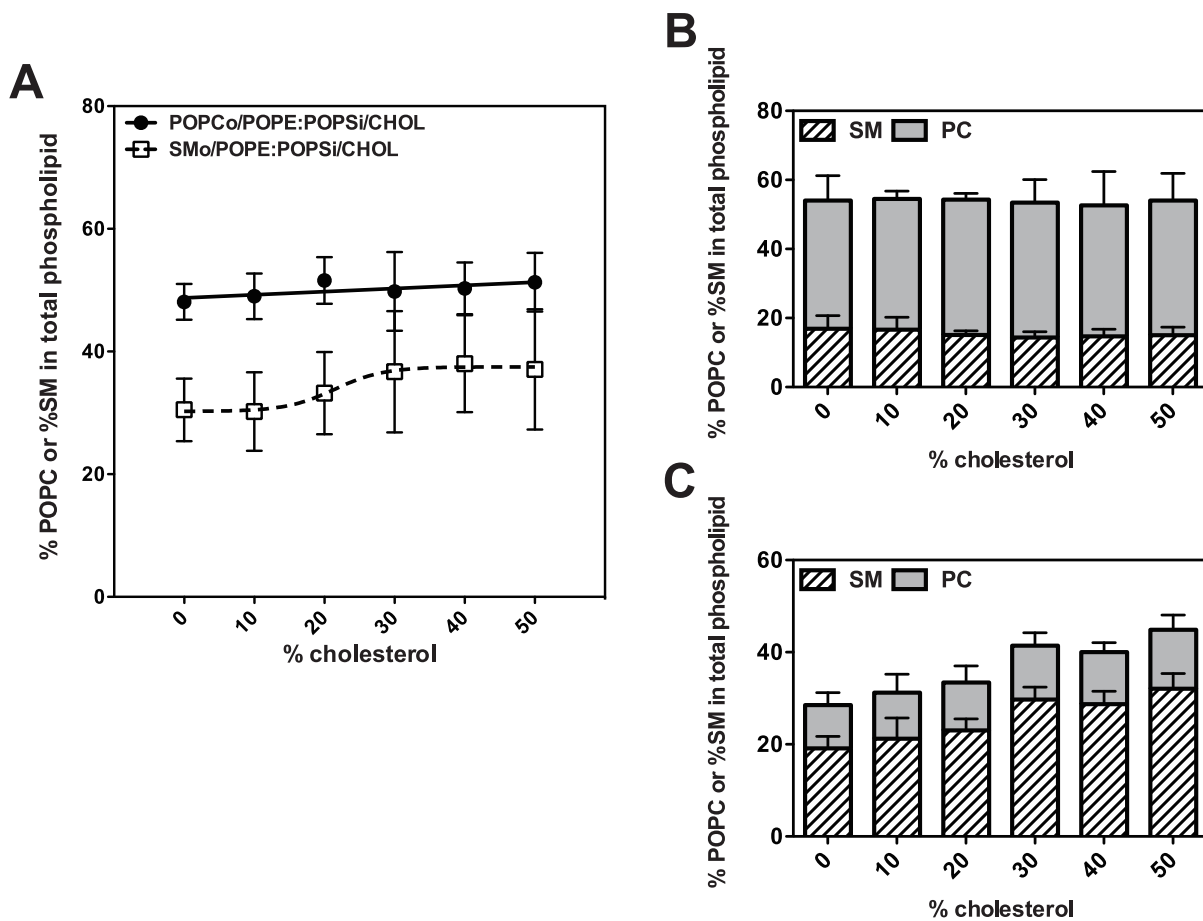 A
% POPC or %SM in total phospholipid
80
60
40
20
0
POPCo/POPE:POPSi/CHOL
SMo/POPE:POPSi/CHOL
0 10 20 30 40 50
% cholesterol
B
% POPC or %SM in total phospholipid
80
60
40
20
0
SM PC
0 10 20 30 40 50
% cholesterol
C
% POPC or %SM in total phospholipid
60
40
20
0
SM PC
0 10 20 30 40 50
% cholesterol